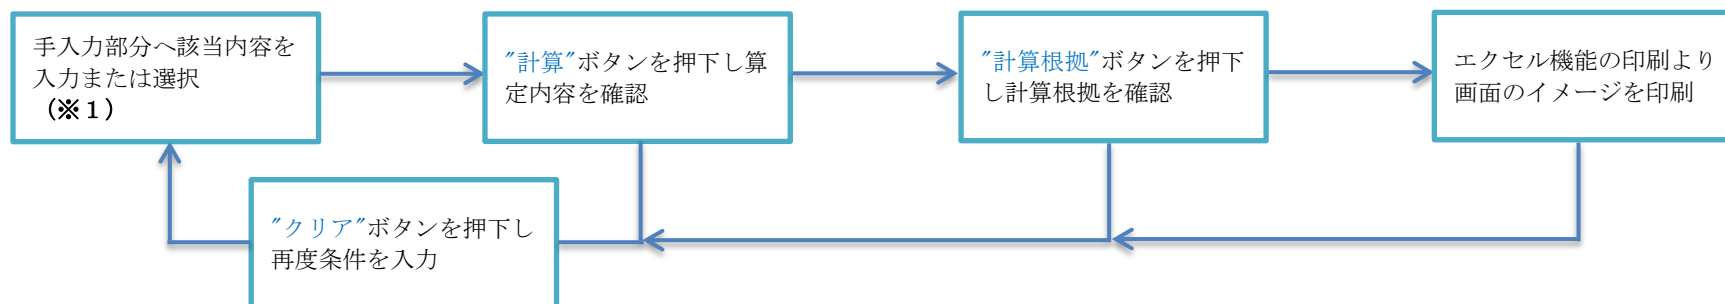 手入力部分へ該当内容を
入力または選択
(※１)
"計算"ボタンを押下し算
定内容を確認
"計算根拠"ボタンを押下
し計算根拠を確認
エクセル機能の印刷より
画面のイメージを印刷
"クリア"ボタンを押下し
再度条件を入力